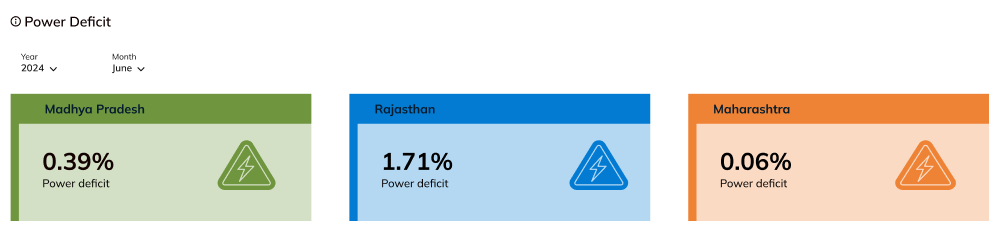 Power Deficit
Year Month
2024 June
Madhya Pradesh Rajasthan Maharashtra
0.39% 1.71% 0.06%
Power deficit Power deficit Power deficit